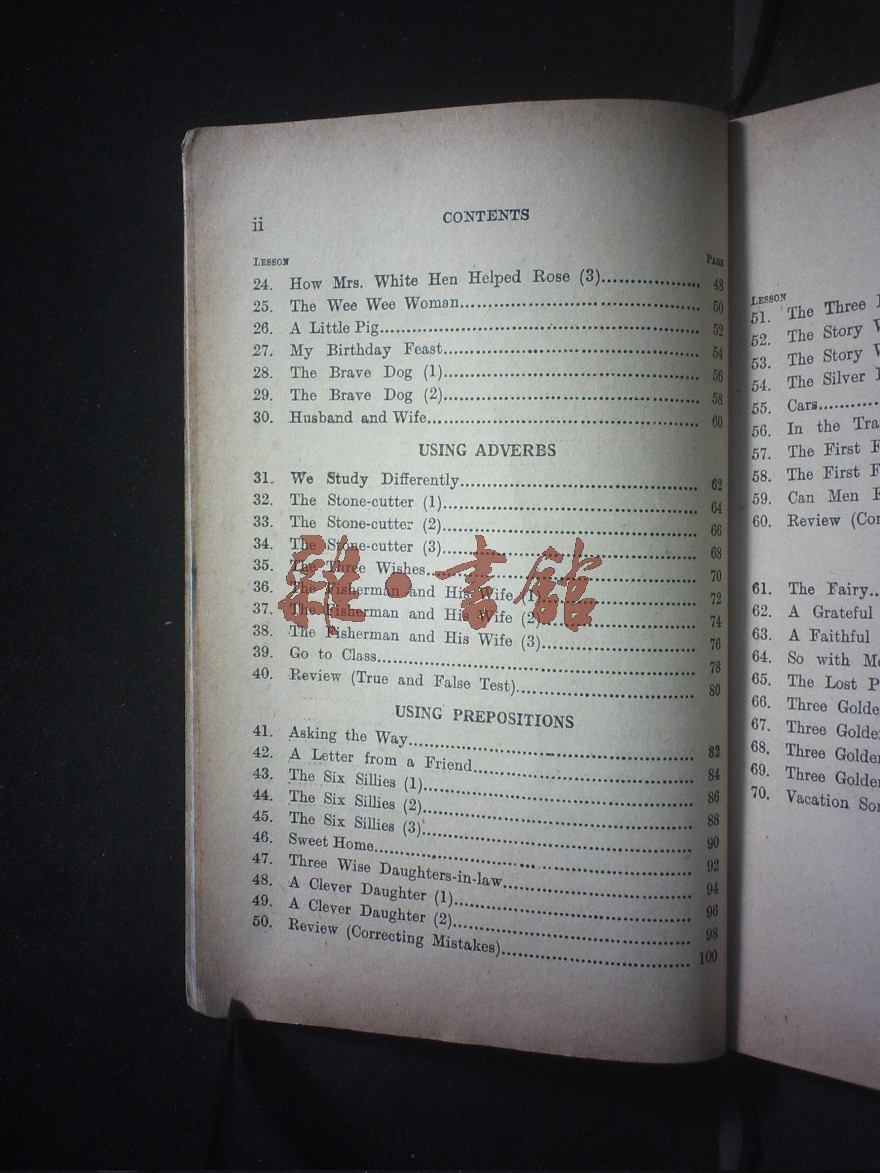 ii
CONTENTS
LESSON PAGE
24. How Mrs. White Hen Helped Rose (3) 48
25. The Wee Wee Woman 50
26. A Little Pig 52
27. My Birthday Feast 54
28. The Brave Dog (1) 56
29. The Brave Dog (2) 58
30. Husband and Wife 60
USING ADVERBS
31. We Study Differently 62
32. The Stone-cutter (1) 64
33. The Stone-cutter (2) 66
34. The Stone-cutter (3) 68
35. The Three Wishes 70
36. The Fisherman and His Wife (1) 72
37. The Fisherman and His Wife (2) 74
38. The Fisherman and His Wife (3) 76
39. Go to Class 78
40. Review (True and False Test) 80
USING PREPOSITIONS
41. Asking the Way 82
42. A Letter from a Friend 84
43. The Six Sillies (1) 86
44. The Six Sillies (2) 88
45. The Six Sillies (3) 90
46. Sweet Home 92
47. Three Wise Daughters-in-law 94
48. A Clever Daughter (1) 96
49. A Clever Daughter (2) 98
50. Review (Correcting Mistakes) 100
雜·書館
LESSON
51. The Three
52. The Story
53. The Story
54. The Silver
55. Cars
56. In the
57. The First
58. The First
59. Can Men
60. Review
61. The Fairy
62. A Grateful
63. A Faithful
64. So with
65. The Lost
66. Three
67. Three
68. Three
69. Three
70. Vacation